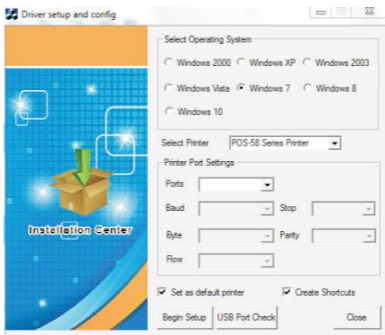 Driver setup and config
Select Operating System
Windows 2000 Windows XP Windows 2003
Windows Vista Windows 7 Windows 8
Windows 10
Select Printer POS-58 Series Printer
Printer Port Settings
Ports
Baud Stop
Byte Parity
Flow
Installation Center
Set as default printer Create Shortcuts
Begin Setup USB Port Check Close